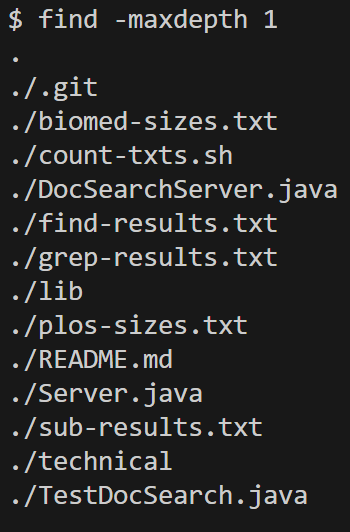 $ find -maxdepth 1
.
./.git
./biomed-sizes.txt
./count-txts.sh
./DocSearchServer.java
./find-results.txt
./grep-results.txt
./lib
./plos-sizes.txt
./README.md
./Server.java
./sub-results.txt
./technical
./TestDocSearch.java